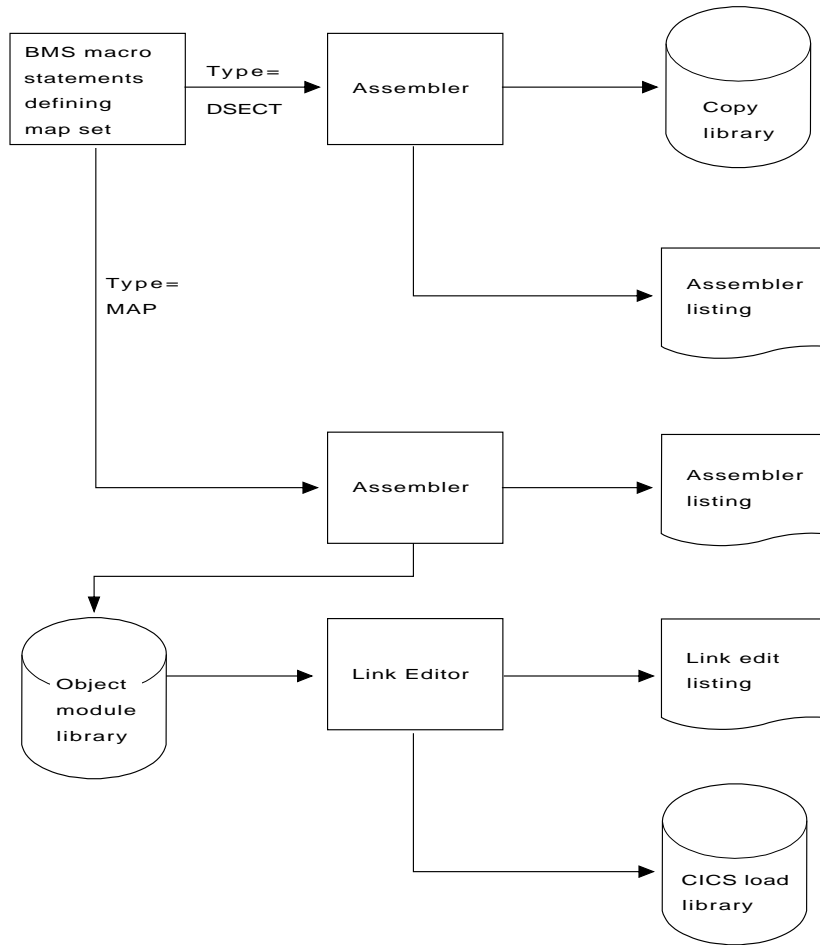 BMS macro
statements
defining
map set
Type=
DSECT
Assembler
Copy
library
Assembler
listing
Type=
MAP
Assembler
Assembler
listing
Object
module
library
Link Editor
Link edit
listing
CICS load
library